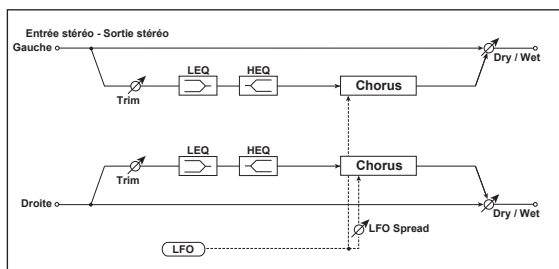 Entrée stéréo - Sortie stéréo
Gauche
Dry / Wet
LEQ
HEQ
Chorus
Trim
Trim
LEQ
HEQ
Chorus
Droite
Dry / Wet
LFO Spread
LFO